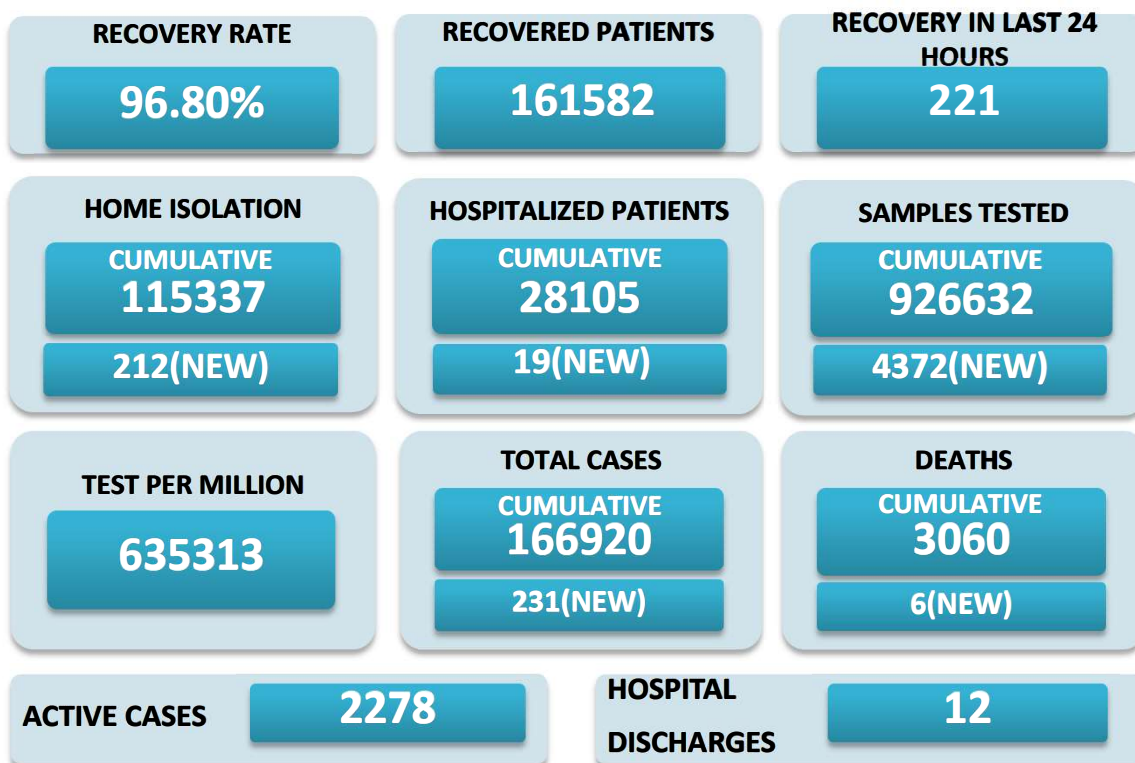 RECOVERY RATE
96.80%
RECOVERED PATIENTS
161582
RECOVERY IN LAST 24
HOURS
221
HOME ISOLATION
CUMULATIVE
115337
212(NEW)
HOSPITALIZED PATIENTS
CUMULATIVE
28105
19(NEW)
SAMPLES TESTED
CUMULATIVE
926632
4372(NEW)
TEST PER MILLION
635313
TOTAL CASES
CUMULATIVE
166920
231(NEW)
DEATHS
CUMULATIVE
3060
6(NEW)
ACTIVE CASES
2278
HOSPITAL
DISCHARGES
12